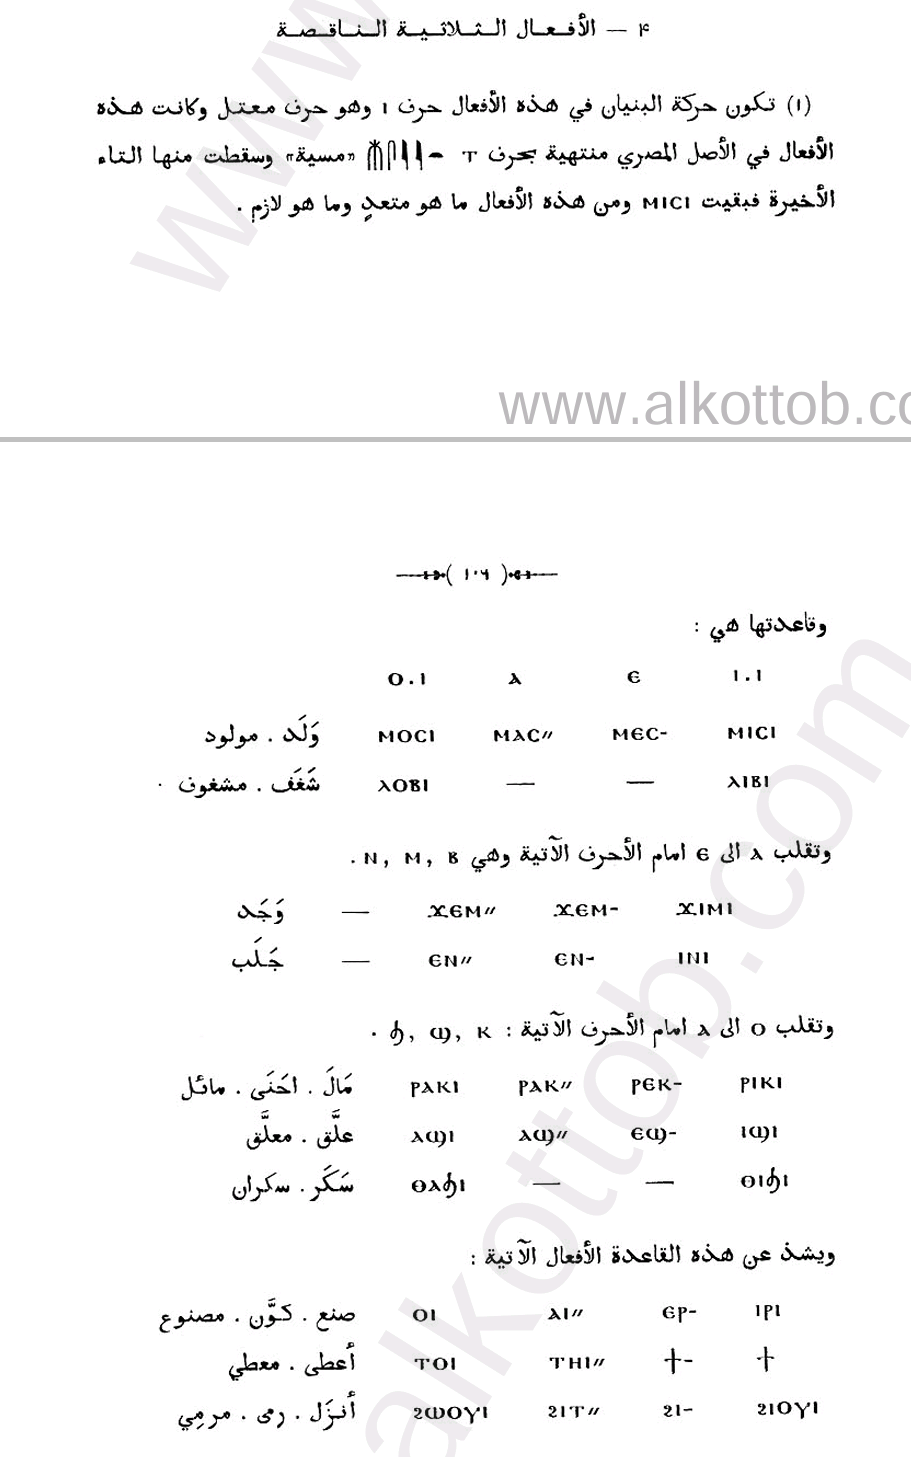 ٤ — الأفعال الثلاثية الناقصة
(١) تكون حركة البنيان في هذه الأفعال حرف ⲓ وهو حرف معتل وكانت هذه
الأفعال في الأصل المصري منتهية بحرف ⲧ — «مسية» وسقطت منها التاء
الأخيرة فبقيت ⲙⲓⲥⲓ ومن هذه الأفعال ما هو متعدٍ وما هو لازم .
www.alkottob.co
( ١٠٦ )
وقاعدتها هي :
ⲓ . ⲓ ⲉ ⲁ ⲟ . ⲓ
ⲙⲓⲥⲓ ⲙⲉⲥ- ⲙⲁⲥ〃 ⲙⲟⲥⲓ وَلَد . مولود
ⲗⲓⲃⲓ — — ⲗⲟⲃⲓ شَغَف . مشغوف .
وتقلب ⲁ الى ⲉ امام الأحرف الآتية وهي ⲃ , ⲙ , ⲛ .
ϫⲓⲙⲓ ϫⲉⲙ- ϫⲉⲙ〃 — وَجَد
ⲓⲛⲓ ⲉⲛ- ⲉⲛ〃 — جَلَب
وتقلب ⲟ الى ⲁ امام الأحرف الآتية : ⲕ , ϣ , ϧ .
ⲣⲓⲕⲓ ⲣⲉⲕ- ⲣⲁⲕ〃 ⲣⲁⲕⲓ مَالَ . احَنَى . مائل
ⲓϣⲓ ⲉϣ- ⲁϣ〃 ⲁϣⲓ علَّق . معلَّق
ⲑⲓϧⲓ — — ⲑⲁϧⲓ سَكَر . سكران
ويشذ عن هذه القاعدة الأفعال الآتية :
ⲓⲣⲓ ⲉⲣ- ⲁⲓ〃 ⲟⲓ صنع . كوَّن . مصنوع
ϯ ϯ- ⲧⲏⲓ〃 ⲧⲟⲓ أعطى . معطي
ϩⲓⲟⲩⲓ ϩⲓ- ϩⲓⲧ〃 ϩⲱⲟⲩⲓ أنزَل . رمى . مرمِي